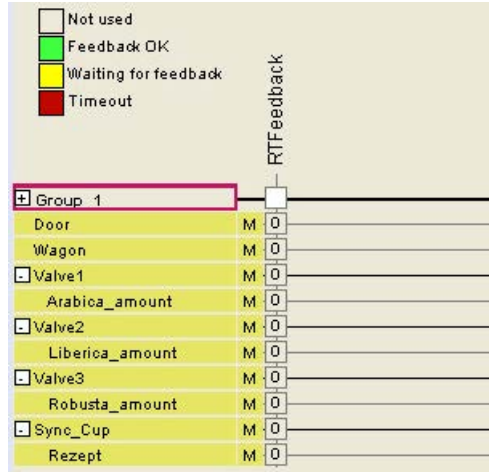 Not used
Feedback OK
Waiting for feedback
Timeout
RTFeedback
+ Group_1
Door M 0
Wagon M 0
- Valve1 M 0
Arabica_amount M 0
- Valve2 M 0
Liberica_amount M 0
- Valve3 M 0
Robusta_amount M 0
- Sync_Cup M 0
Rezept M 0